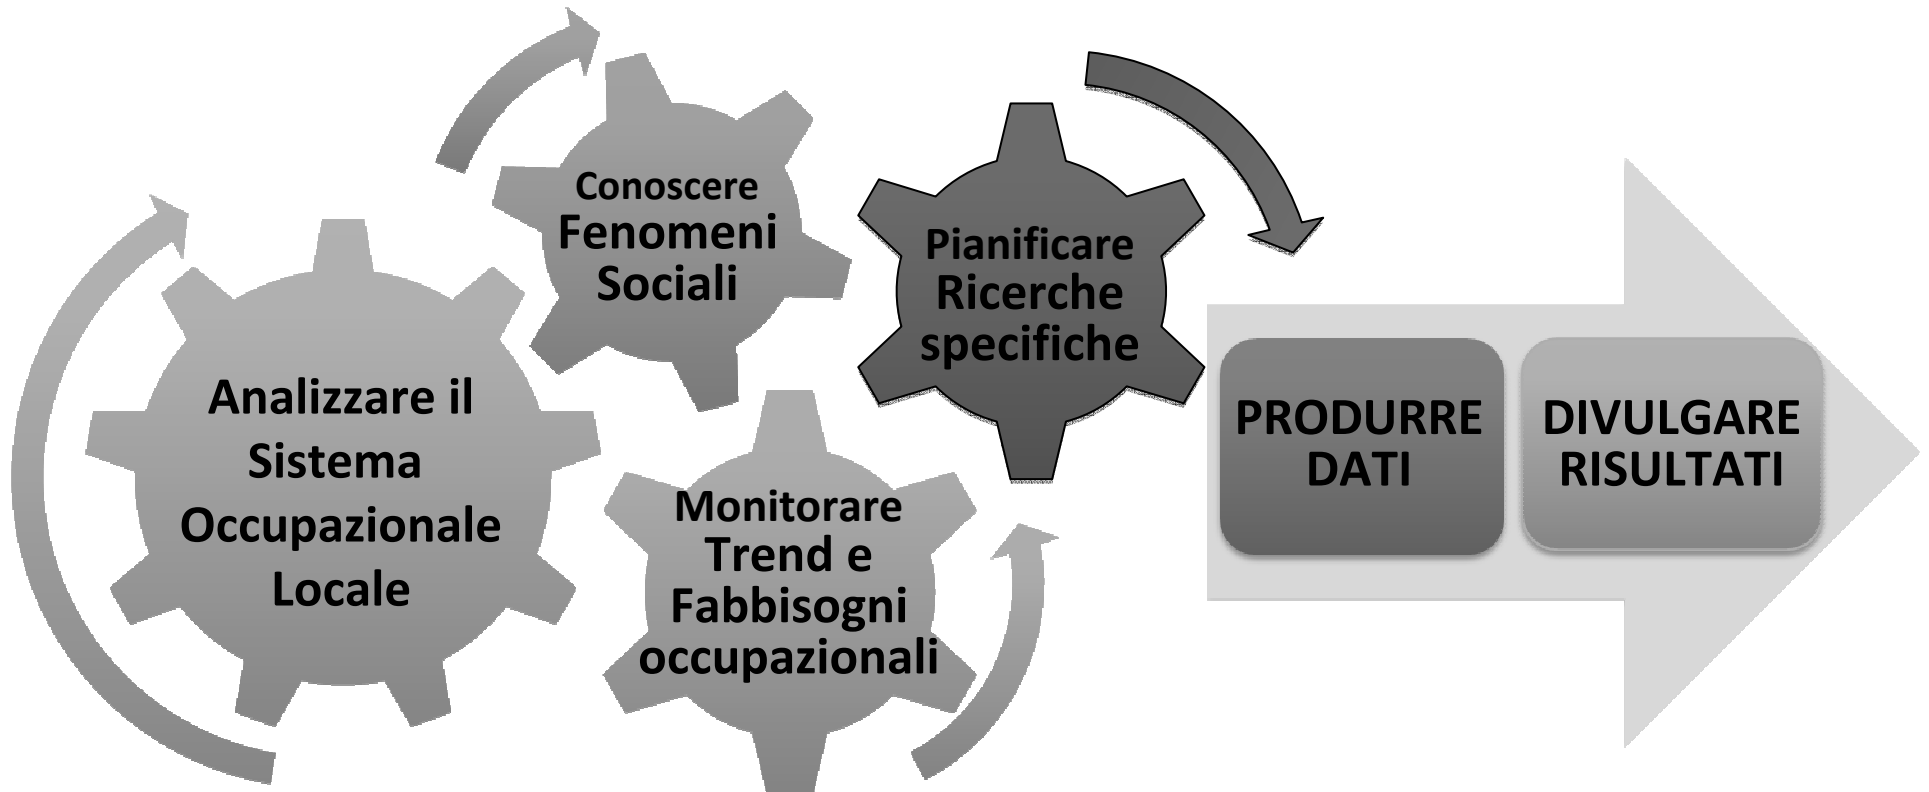 Analizzare il
Sistema
Occupazionale
Locale
Conoscere
Fenomeni
Sociali
Monitorare
Trend e
Fabbisogni
occupazionali
Pianificare
Ricerche
specifiche
PRODURRE
DATI
DIVULGARE
RISULTATI